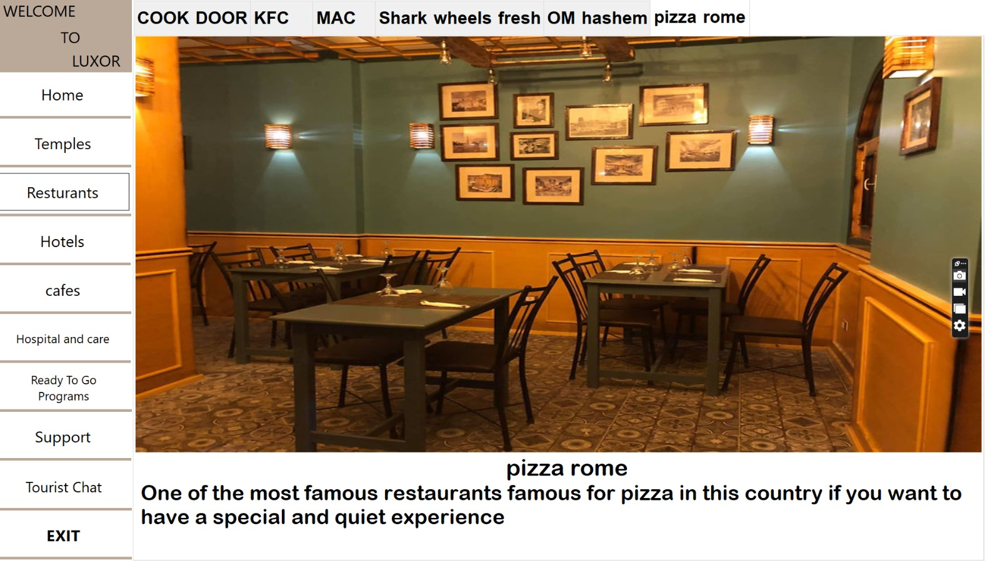 WELCOME
TO
LUXOR
Home
Temples
Resturants
Hotels
cafes
Hospital and care
Ready To Go
Programs
Support
Tourist Chat
EXIT
COOK DOOR KFC MAC Shark wheels fresh OM hashem pizza rome
pizza rome
One of the most famous restaurants famous for pizza in this country if you want to
have a special and quiet experience